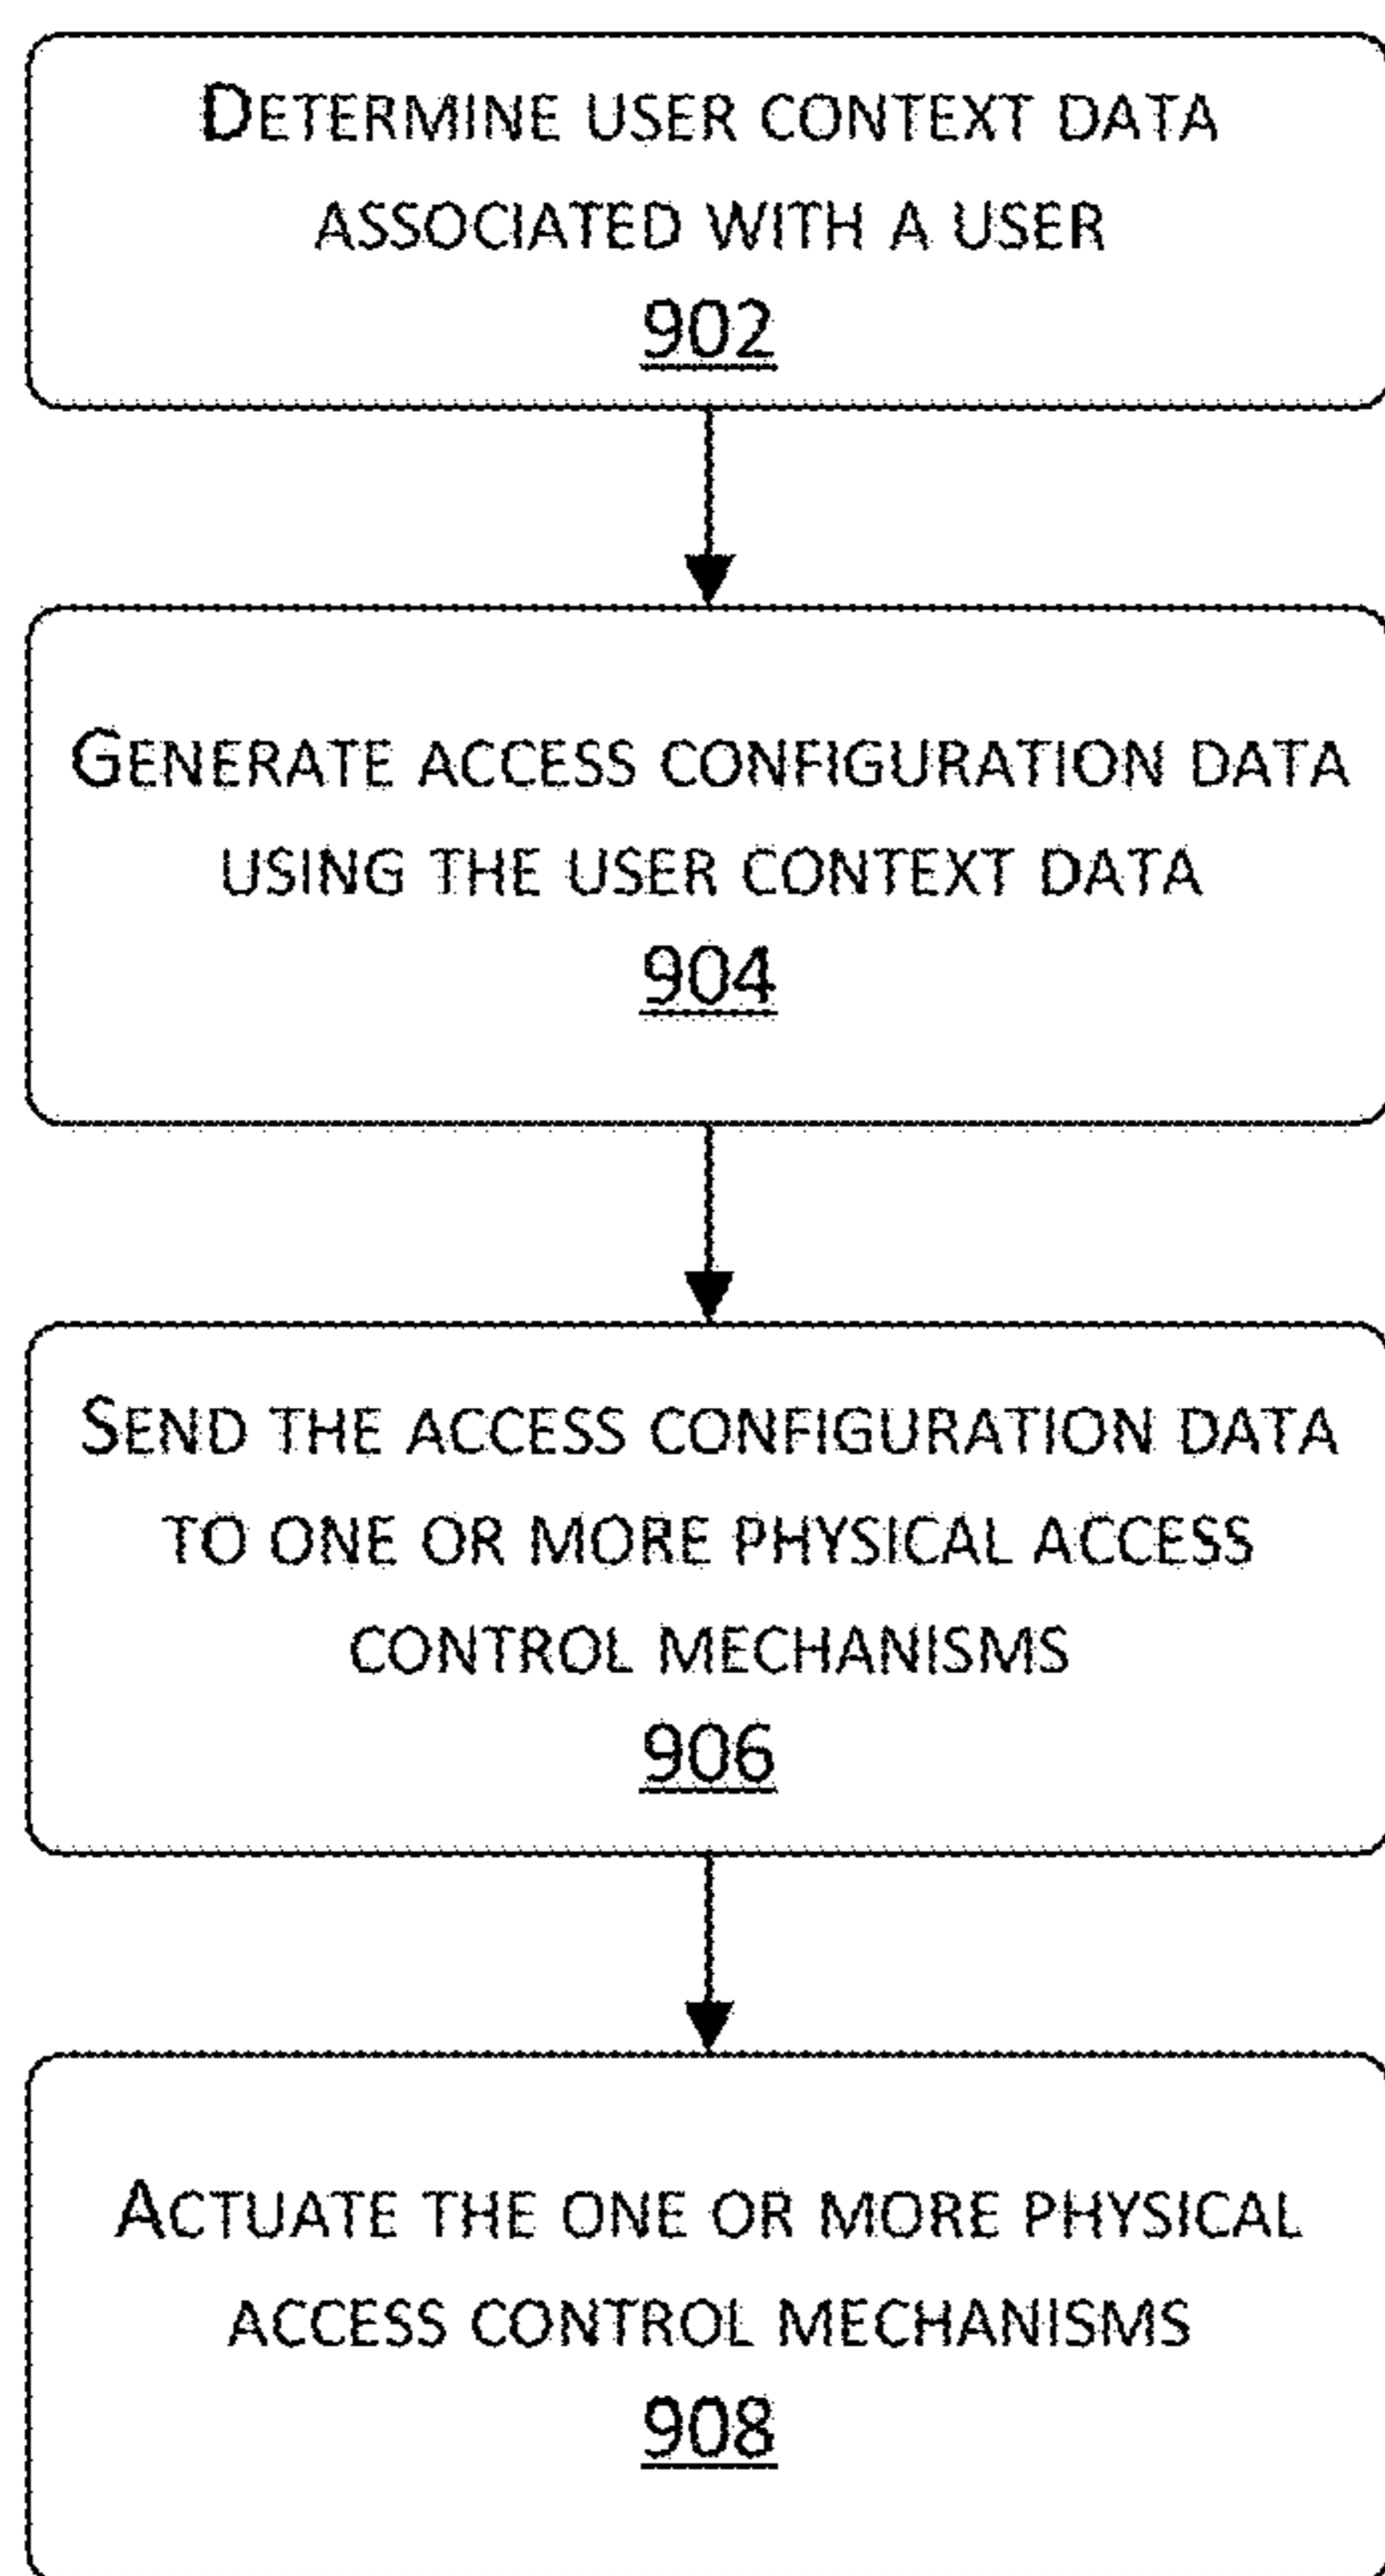 DETERMINE USER CONTEXT DATA
ASSOCIATED WITH A USER
902
GENERATE ACCESS CONFIGURATION DATA
USING THE USER CONTEXT DATA
904
SEND THE ACCESS CONFIGURATION DATA
TO ONE OR MORE PHYSICAL ACCESS
CONTROL MECHANISMS
906
ACTUATE THE ONE OR MORE PHYSICAL
ACCESS CONTROL MECHANISMS
908